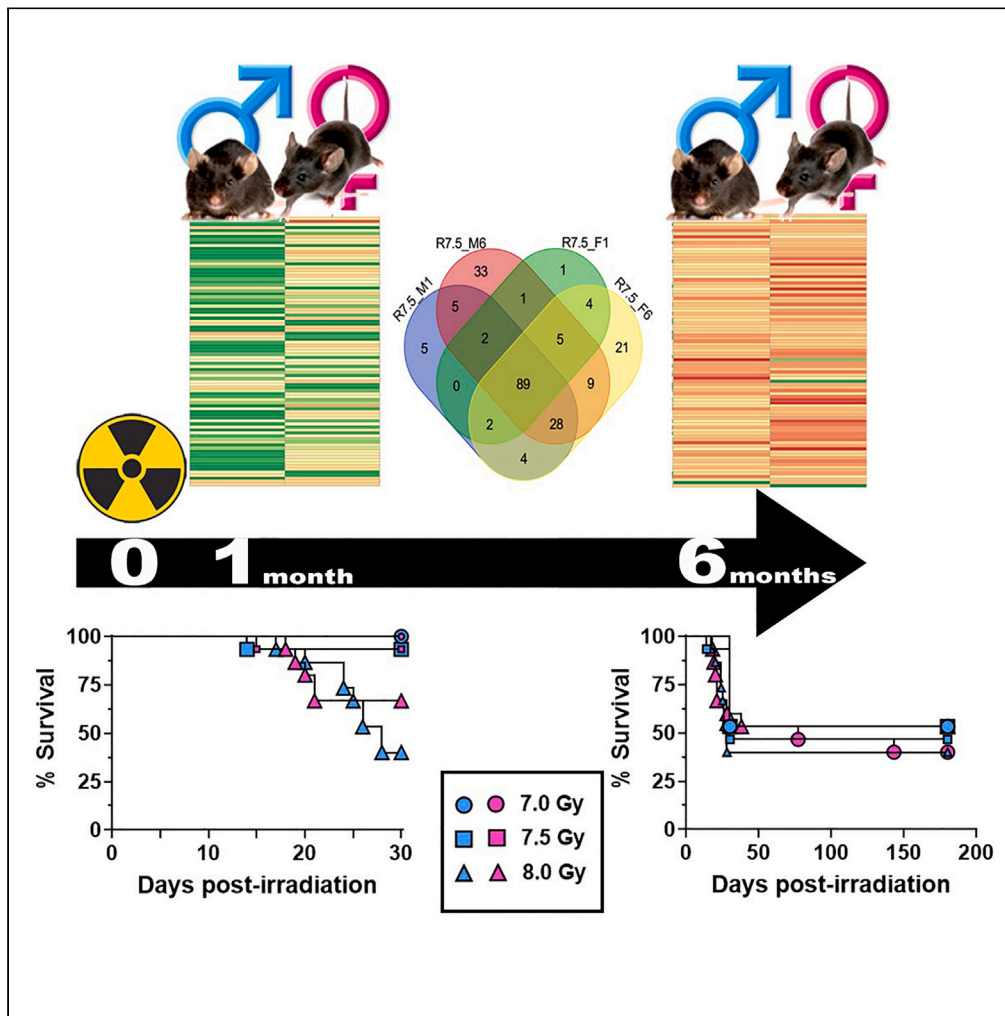 R7.5_M6
R7.5_F1
R7.5_M1
R7.5_F6
33
1
5
1
4
5
2
5
21
0
89
9
2
28
4
0
1 month
6 months
100
75
50
25
0
% Survival
0
10
20
30
Days post-irradiation
7.0 Gy
7.5 Gy
8.0 Gy
100
75
50
25
0
% Survival
0
50
100
150
200
Days post-irradiation